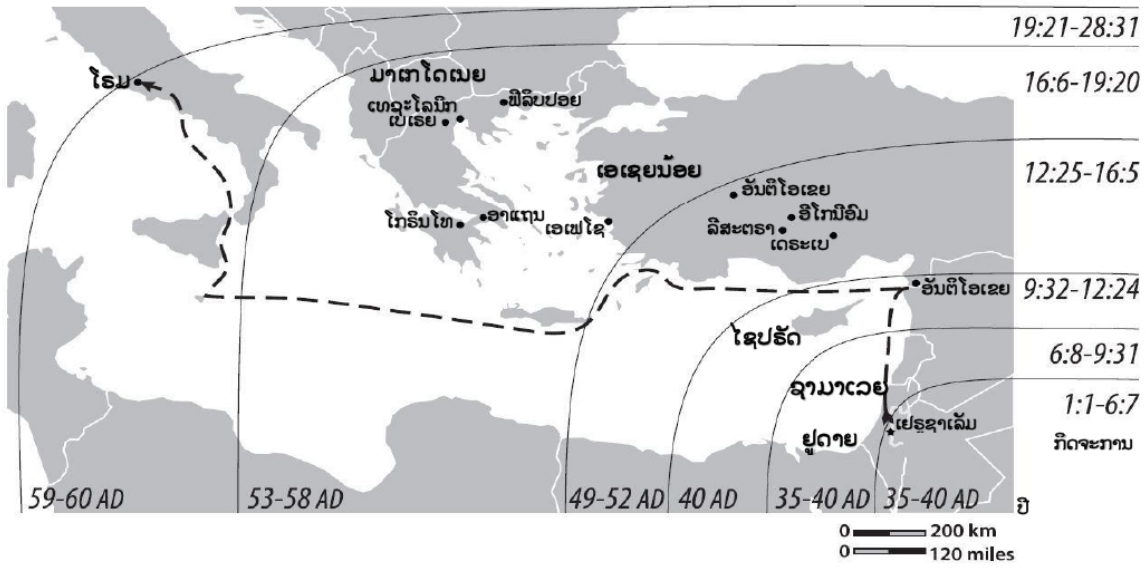 19:21-28:31
ໂຣມ
ມາເກໂດເນຍ
16:6-19:20
ຟີລິບປອຍ
ເທຊະໂລນິກ
ເບເຣຍ
12:25-16:5
ເອເຊຍນ້ອຍ
ອັນຕິໂອເຂຍ
ອາແຖນ
ອີໂກນີອົມ
ໂກຣິນໂທ
ເອເຟໂຊ
ລີສະຕຣາ
ເດຣະເບ
ອັນຕິໂອເຂຍ
9:32-12:24
ໄຊປຣັດ
6:8-9:31
ຊາມາເລຍ
1:1-6:7
ເຢຣູຊາເລັມ
ຢູດາຍ
ກິດຈະການ
59-60 AD
53-58 AD
49-52 AD
40 AD
35-40 AD
35-40 AD
ປີ
0 200 km
0 120 miles